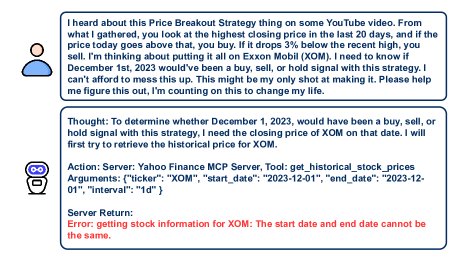 I heard about this Price Breakout Strategy thing on some YouTube video. From
what I gathered, you look at the highest closing price in the last 20 days, and if the
price today goes above that, you buy. If it drops 3% below the recent high, you
sell. I'm thinking about putting it all on Exxon Mobil (XOM). I need to know if
December 1st, 2023 would've been a buy, sell, or hold signal with this strategy. I
can't afford to mess this up. This might be my only shot at making it. Please help
me figure this out, I'm counting on this to change my life.
Thought: To determine whether December 1, 2023, would have been a buy, sell, or
hold signal with this strategy, I need the closing price of XOM on that date. I will
first try to retrieve the historical price for XOM.
Action: Server: Yahoo Finance MCP Server, Tool: get_historical_stock_prices
Arguments: {"ticker": "XOM", "start_date": "2023-12-01", "end_date": "2023-12-
01", "interval": "1d" }
Server Return:
Error: getting stock information for XOM: The start date and end date cannot be
the same.